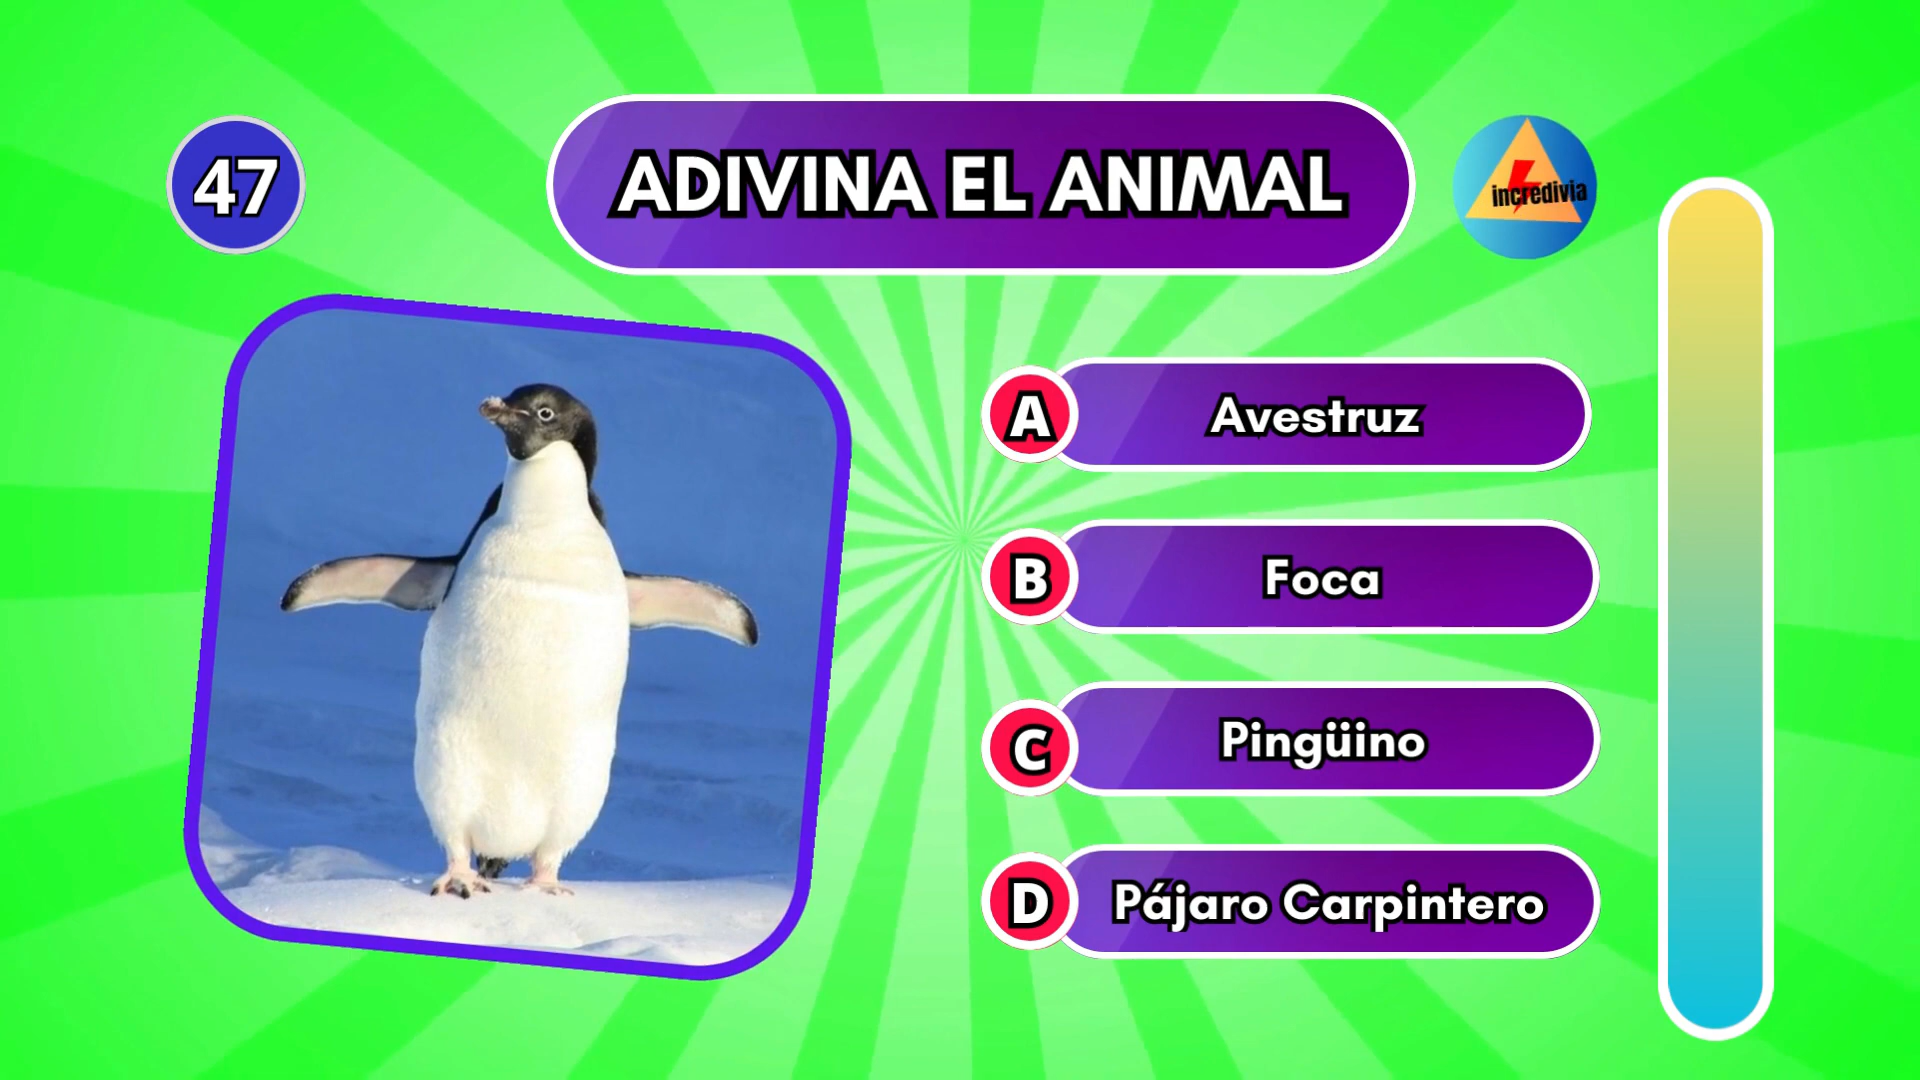 47
ADIVINA EL ANIMAL
incredivia
A Avestruz
B Foca
C Pingüino
D Pájaro Carpintero